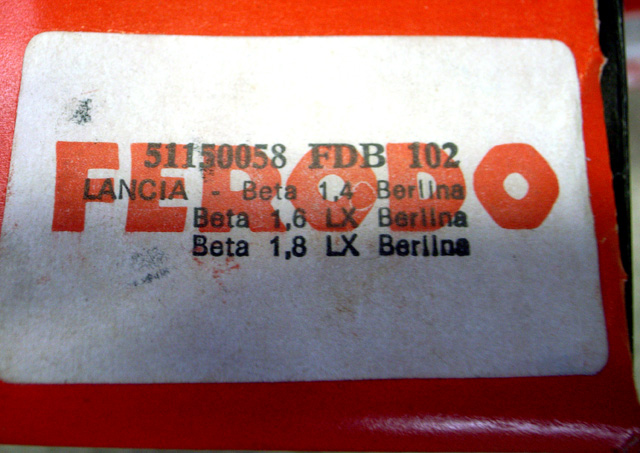 FERODO
51150058 FDB 102
LANCIA - Beta 1,4 Berlina
Beta 1,6 LX Berlina
Beta 1,8 LX Berlina